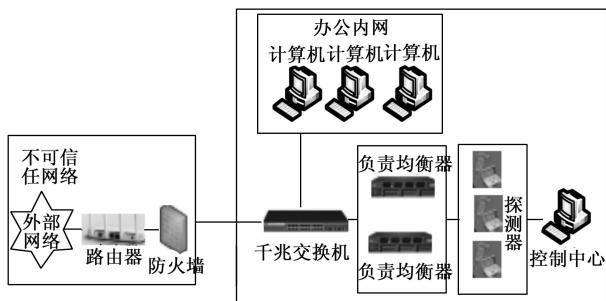 办公内网
计算机 计算机 计算机
不可信
任网络
外部
网络
路由器
防火墙
千兆交换机
负责均衡器
负责均衡器
探测器
控制中心